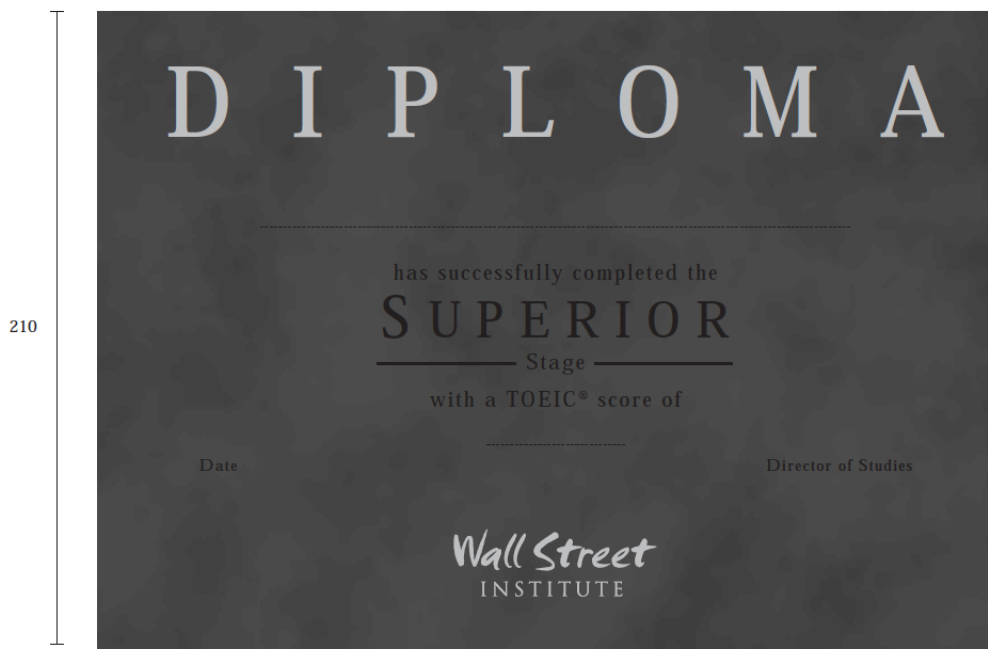 DIPLOMA
has successfully completed the
SUPERIOR
Stage
with a TOEIC® score of
210
Date Director of Studies
Wall Street
INSTITUTE